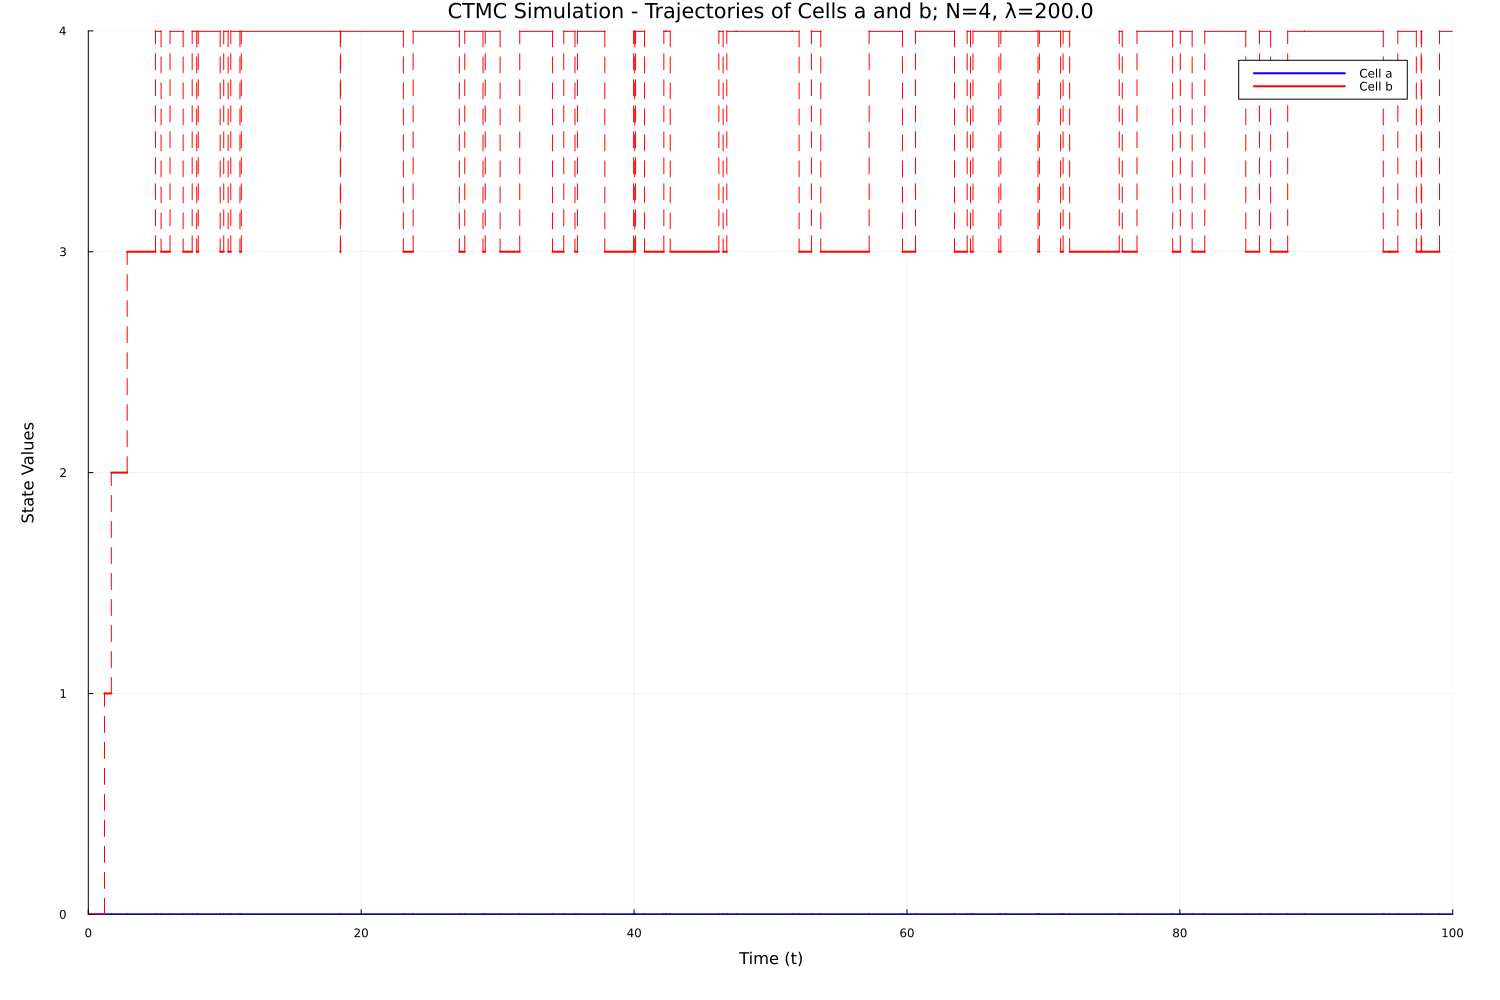 CTMC Simulation - Trajectories of Cells a and b; N=4, λ=200.0
4
Cell a
Cell b
3
State Values
2
1
0
0 20 40 60 80 100
Time (t)